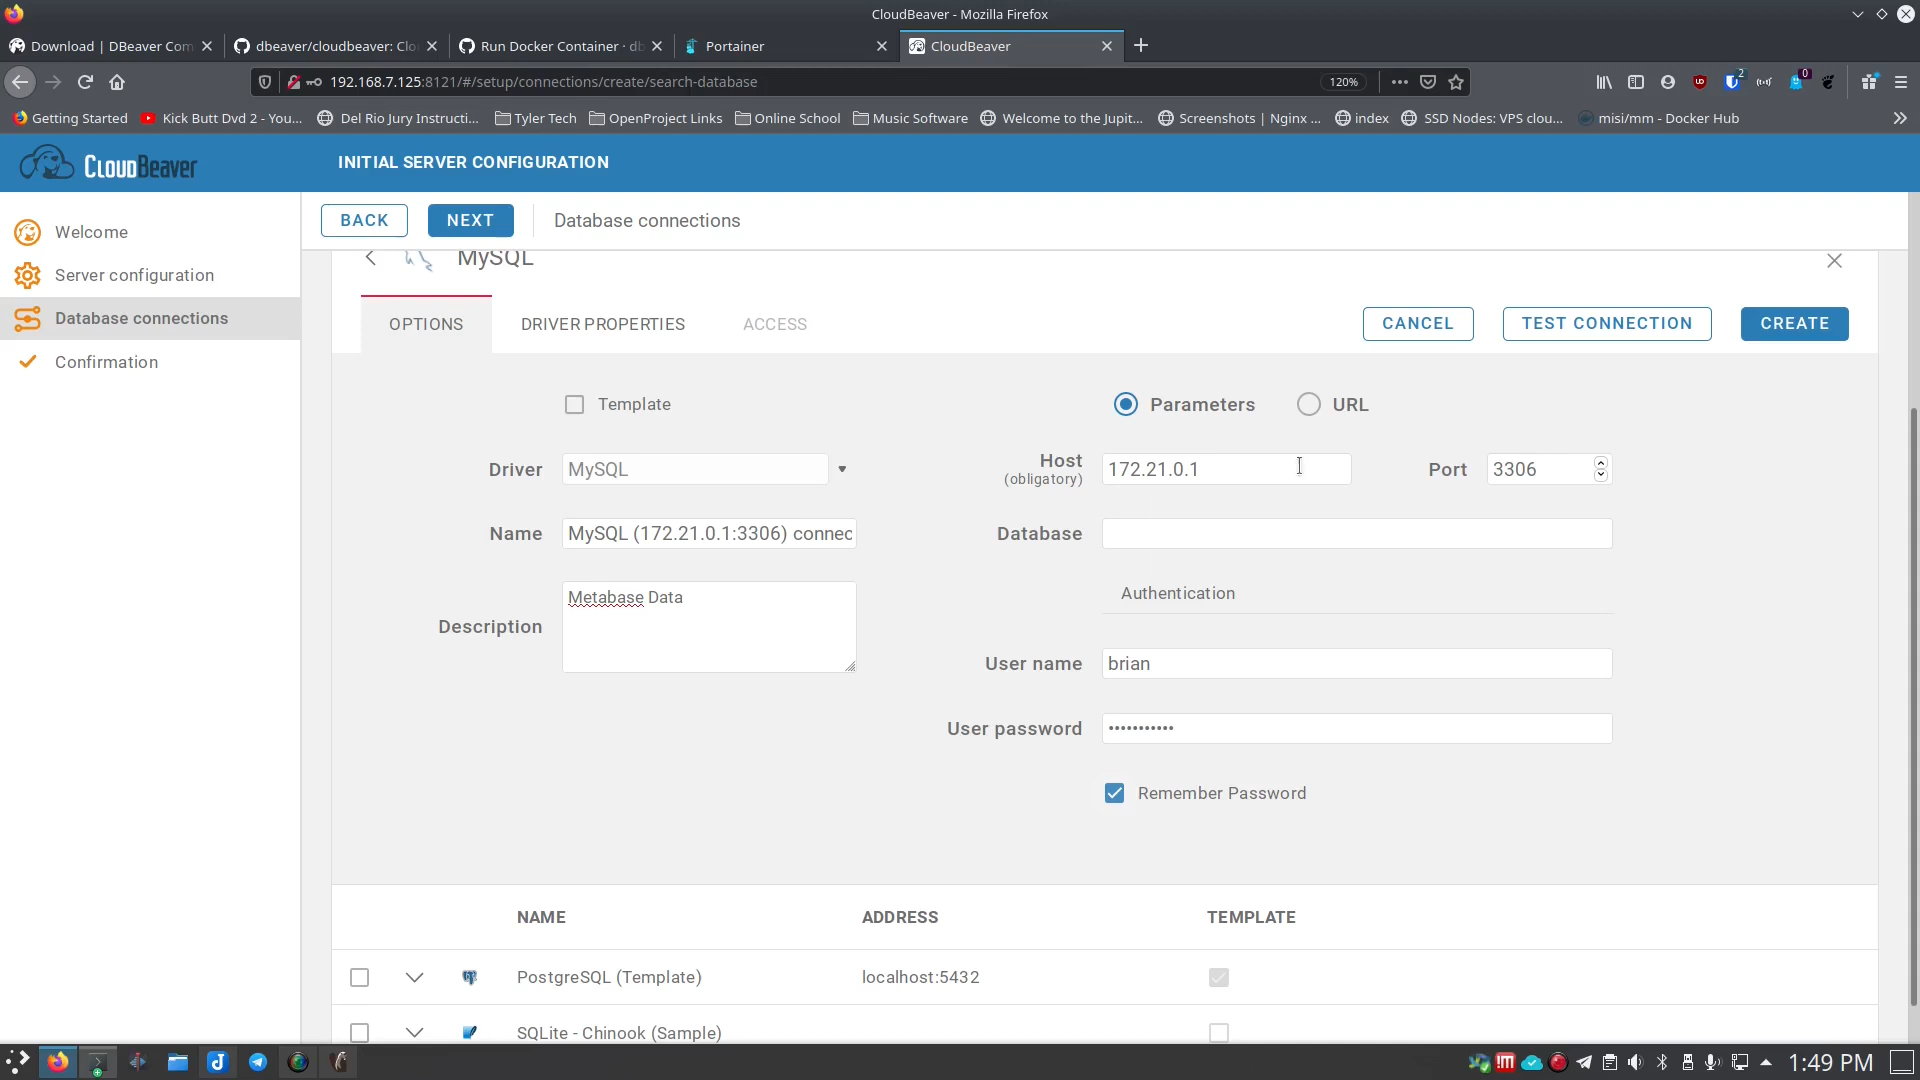 CloudBeaver - Mozilla Firefox
Download | DBeaver Com
dbeaver/cloudbeaver: Clo
Run Docker Container · db
Portainer
CloudBeaver
192.168.7.125:8121/#/setup/connections/create/search-database
120%
2
0
Getting Started
Kick Butt Dvd 2 - You...
Del Rio Jury Instructi...
Tyler Tech
OpenProject Links
Online School
Music Software
Welcome to the Jupit...
Screenshots | Nginx ...
index
SSD Nodes: VPS clou...
misi/mm - Docker Hub
CloudBeaver
INITIAL SERVER CONFIGURATION
BACK
NEXT
Database connections
Welcome
Server configuration
Database connections
Confirmation
MySQL
OPTIONS
DRIVER PROPERTIES
ACCESS
CANCEL
TEST CONNECTION
CREATE
Template
Parameters
URL
Driver
MySQL
Host
(obligatory)
172.21.0.1
Port
3306
Name
MySQL (172.21.0.1:3306) connec
Database
Description
Metabase Data
Authentication
User name
brian
User password
•••••••••••
Remember Password
NAME
ADDRESS
TEMPLATE
PostgreSQL (Template)
localhost:5432
SQLite - Chinook (Sample)
1:49 PM